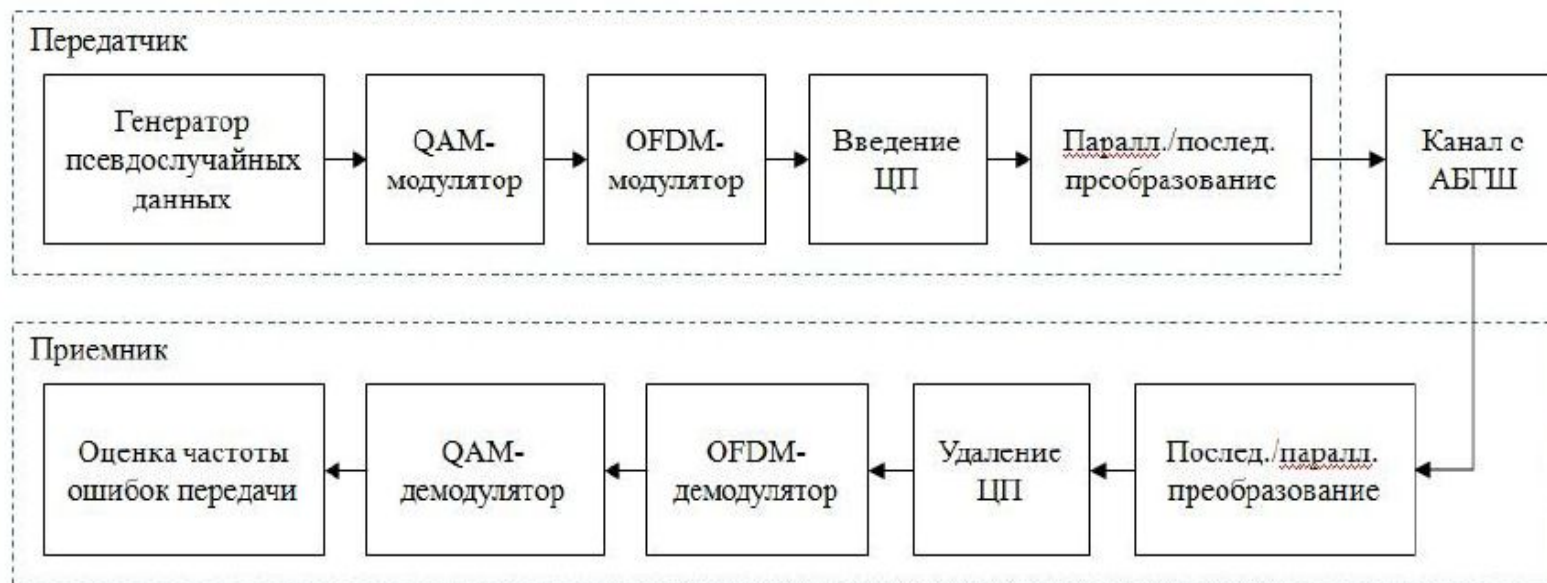 Передатчик
Генератор
псевдослучайных
данных
QAM-
модулятор
OFDM-
модулятор
Введение
ЦП
Паралл./послед.
преобразование
Канал с
АБГШ
Приемник
Оценка частоты
ошибок передачи
QAM-
демодулятор
OFDM-
демодулятор
Удаление
ЦП
Послед./паралл.
преобразование